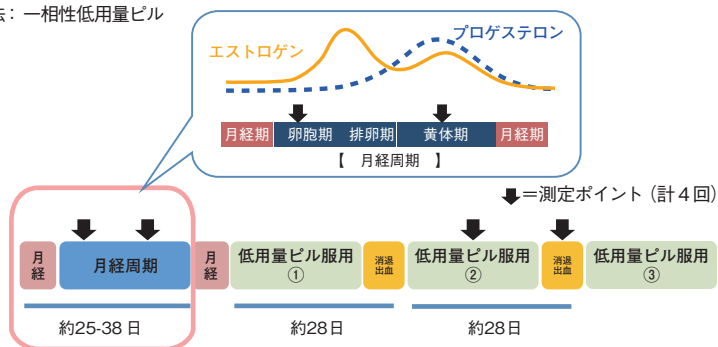 法：一相性低用量ピル
エストロゲン
プロゲステロン
月経期 卵胞期 排卵期 黄体期 月経期
【 月経周期 】
=測定ポイント（計４回）
月経
月経周期
月経
低用量ピル服用
①
消退
出血
低用量ピル服用
②
消退
出血
低用量ピル服用
③
約25-38 日
約28日
約28日